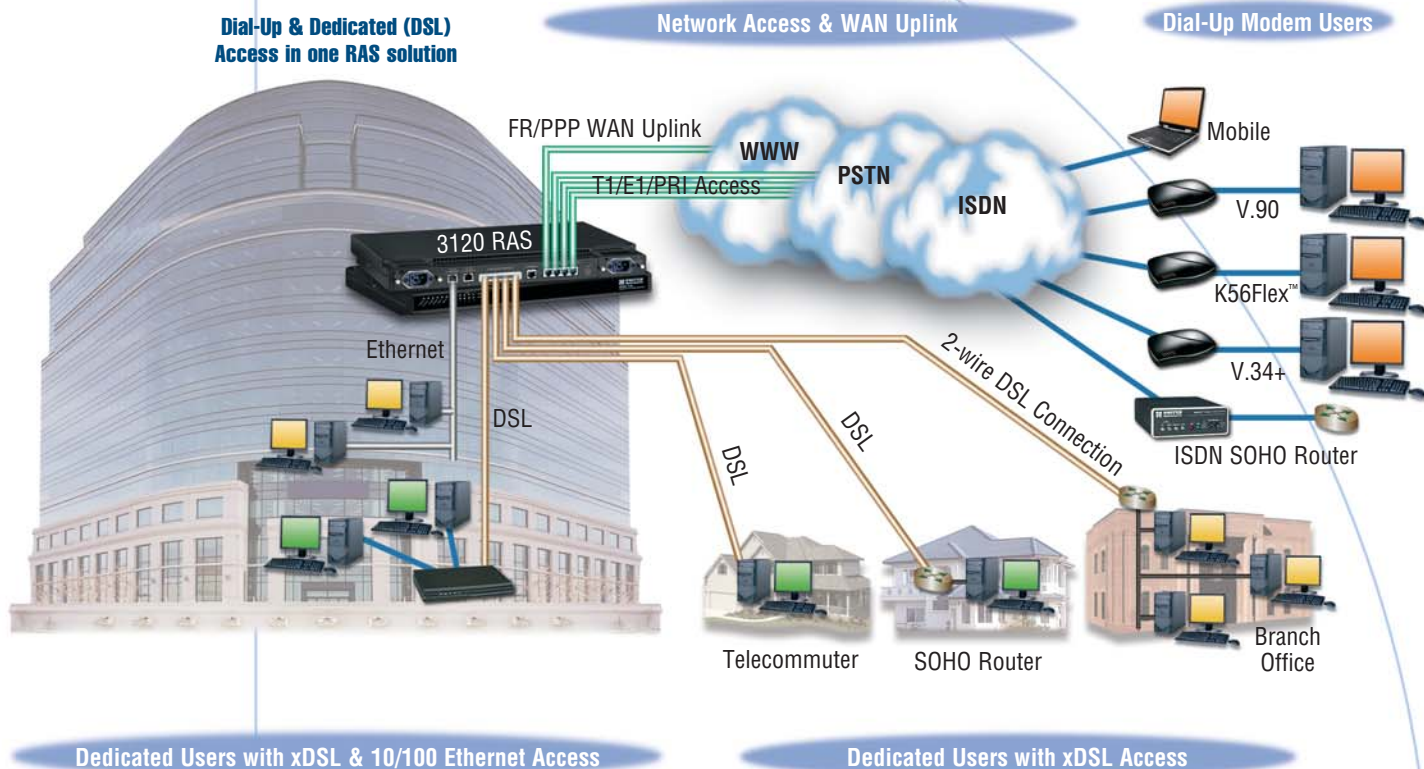 Dial-Up & Dedicated (DSL)
Access in one RAS solution
Network Access & WAN Uplink
Dial-Up Modem Users
FR/PPP WAN Uplink
T1/E1/PRI Access
WWW
PSTN
ISDN
Mobile
V.90
K56Flex™
V.34+
ISDN SOHO Router
3120 RAS
Ethernet
DSL
DSL
DSL
2-wire DSL Connection
Telecommuter
SOHO Router
Branch
Office
Dedicated Users with xDSL & 10/100 Ethernet Access
Dedicated Users with xDSL Access